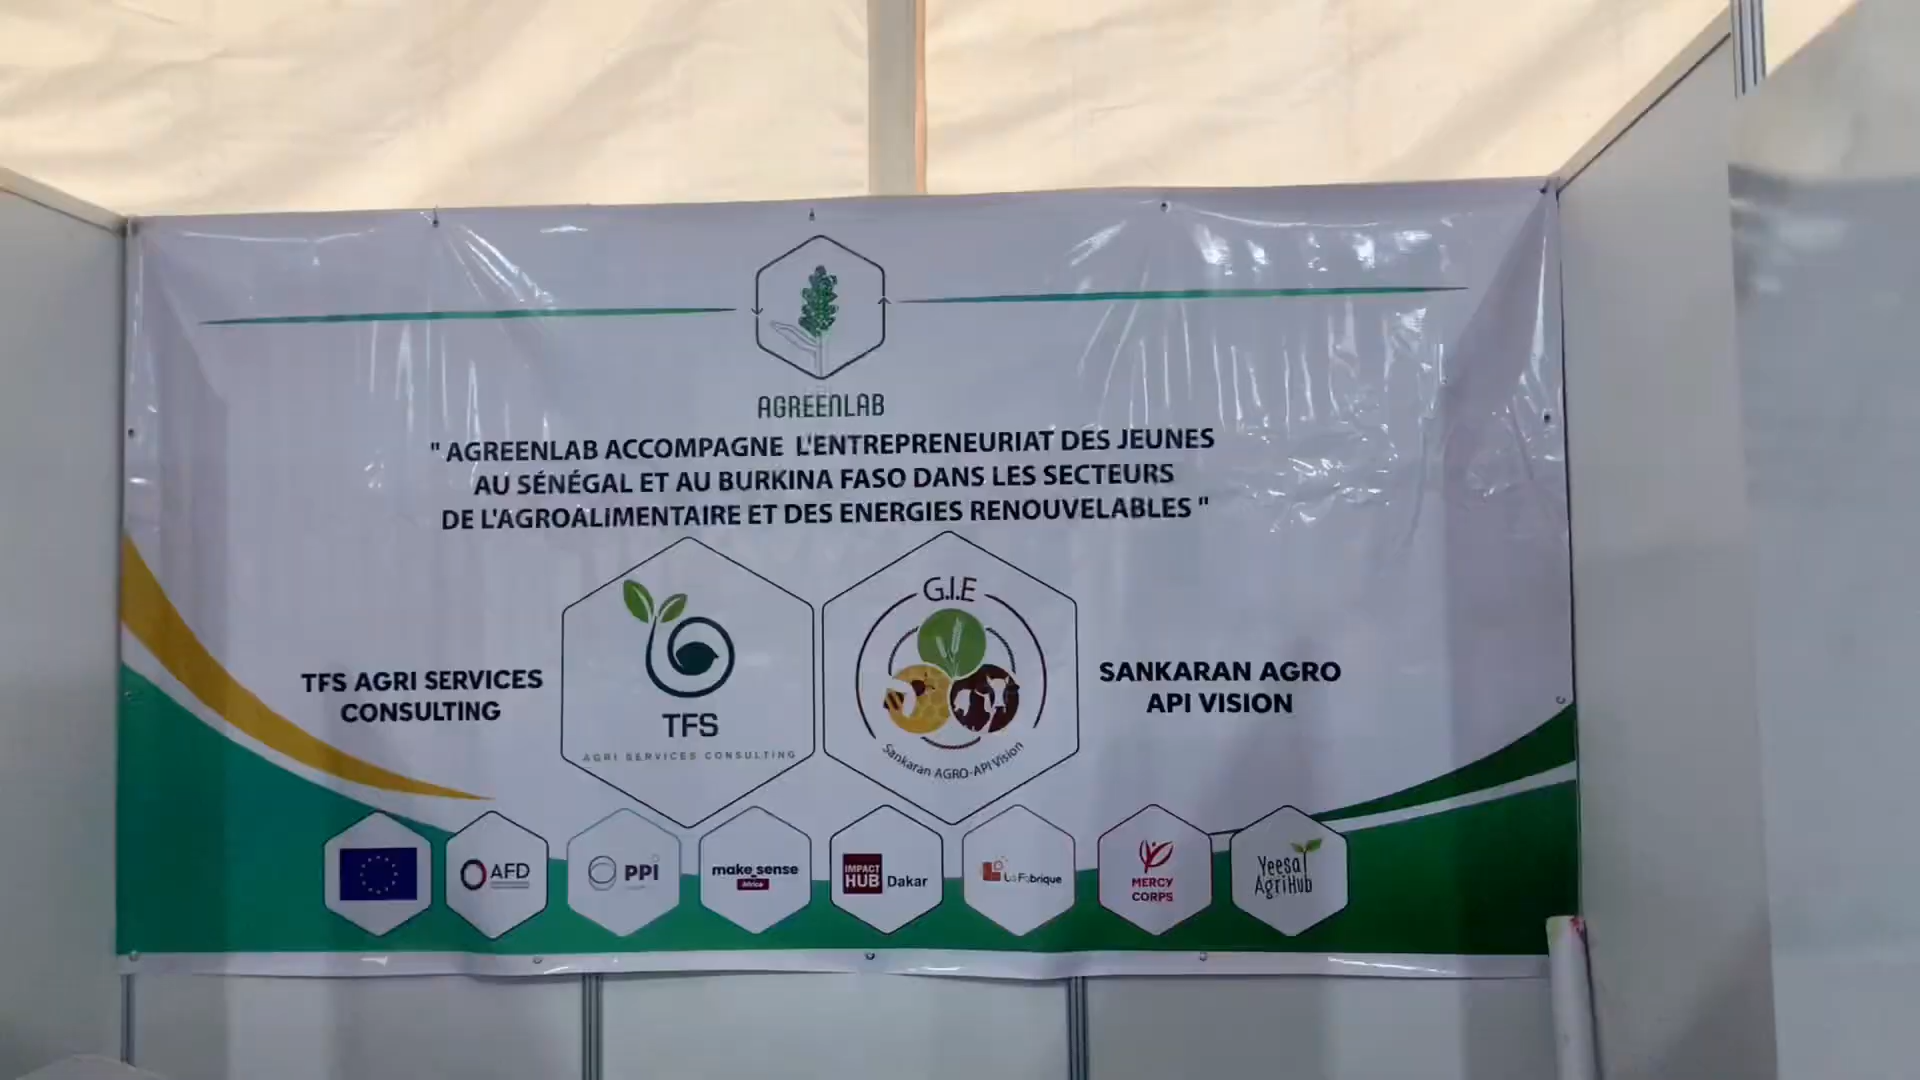 AGREENLAB
" AGREENLAB ACCOMPAGNE L'ENTREPRENEURIAT DES JEUNES
AU SÉNÉGAL ET AU BURKINA FASO DANS LES SECTEURS
DE L'AGROALIMENTAIRE ET DES ENERGIES RENOUVELABLES "
TFS AGRI SERVICES
CONSULTING
TFS
AGRI SERVICES CONSULTING
G.I.E
Sankaran AGRO-API Vision
SANKARAN AGRO
API VISION
AFD
PPI
make_sense
Africa
IMPACT
HUB Dakar
La Fabrique
MERCY
CORPS
Yeesal
AgriHub